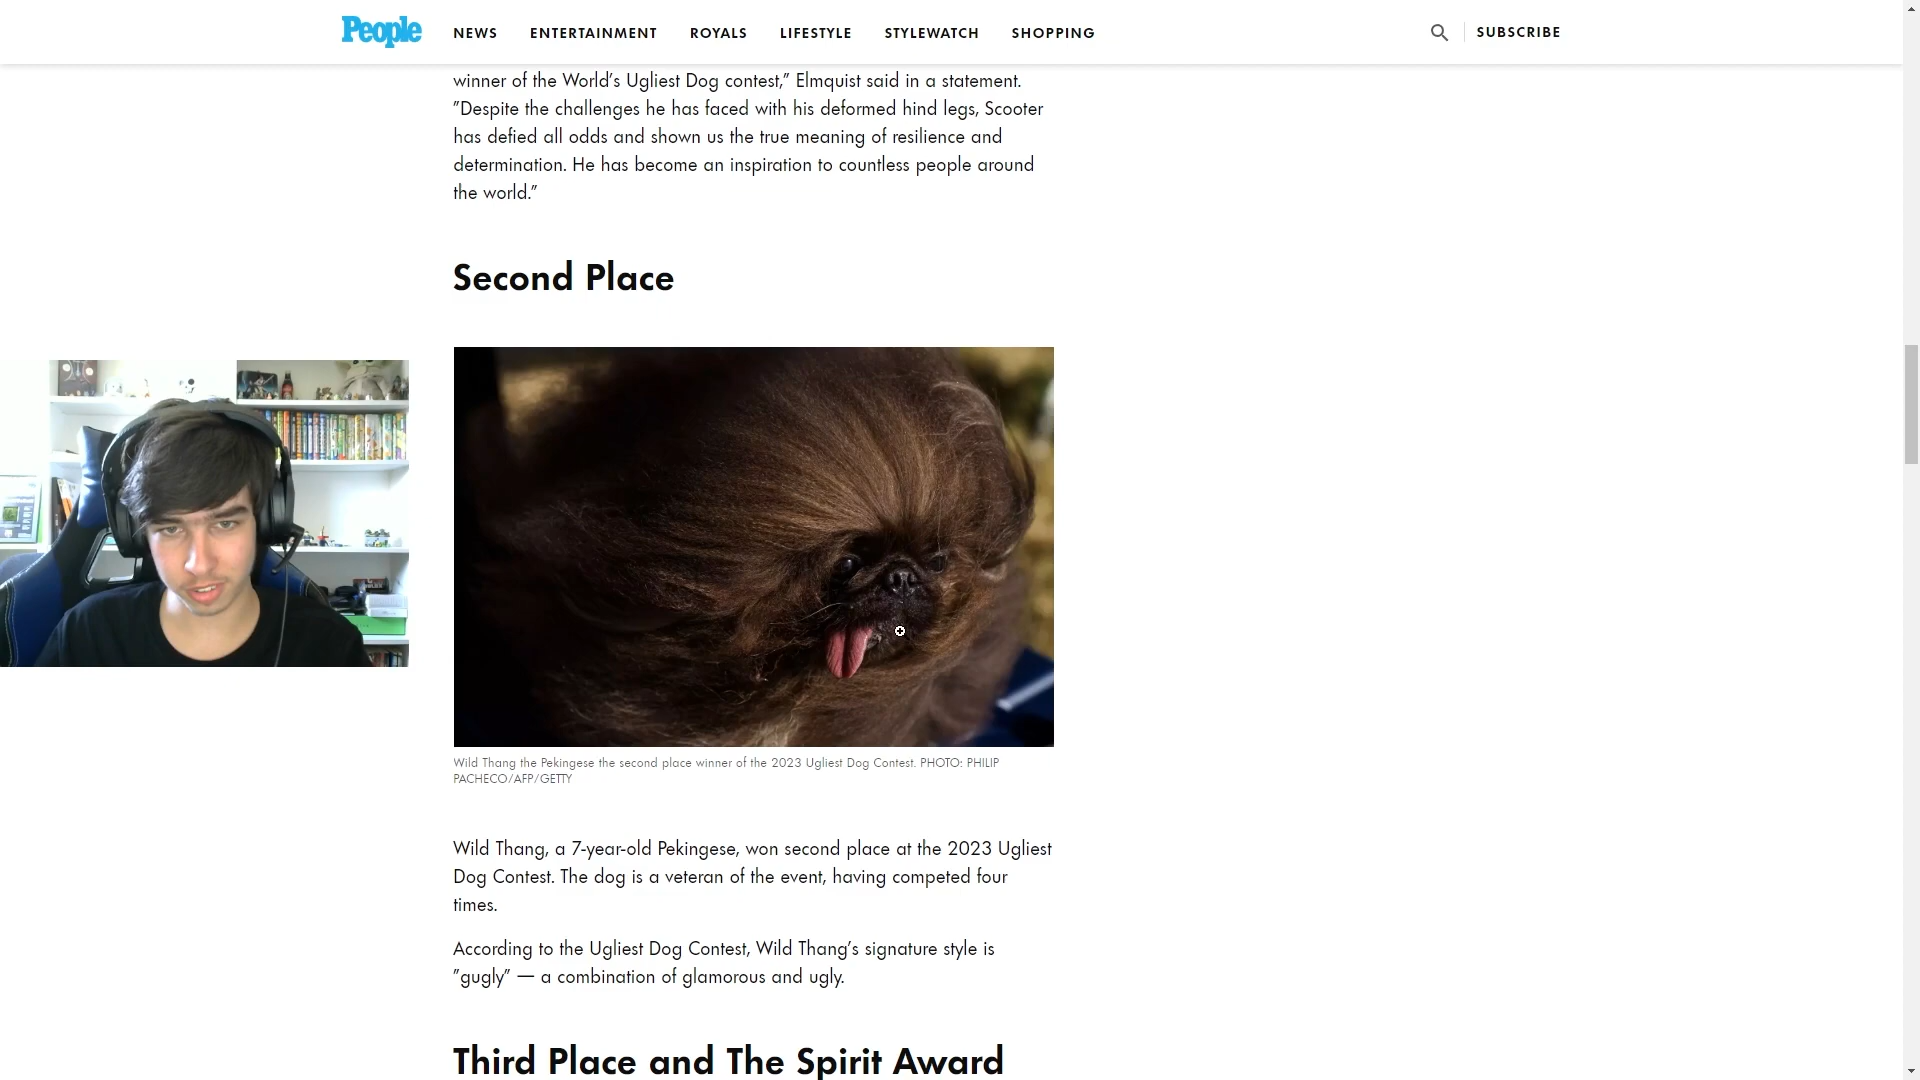 People
NEWS ENTERTAINMENT ROYALS LIFESTYLE STYLEWATCH SHOPPING
SUBSCRIBE
winner of the World’s Ugliest Dog contest,” Elmquist said in a statement.
”Despite the challenges he has faced with his deformed hind legs, Scooter
has defied all odds and shown us the true meaning of resilience and
determination. He has become an inspiration to countless people around
the world.”
Second Place
Wild Thang the Pekingese the second place winner of the 2023 Ugliest Dog Contest. PHOTO: PHILIP
PACHECO/AFP/GETTY
Wild Thang, a 7-year-old Pekingese, won second place at the 2023 Ugliest
Dog Contest. The dog is a veteran of the event, having competed four
times.
According to the Ugliest Dog Contest, Wild Thang’s signature style is
”gugly” — a combination of glamorous and ugly.
Third Place and The Spirit Award